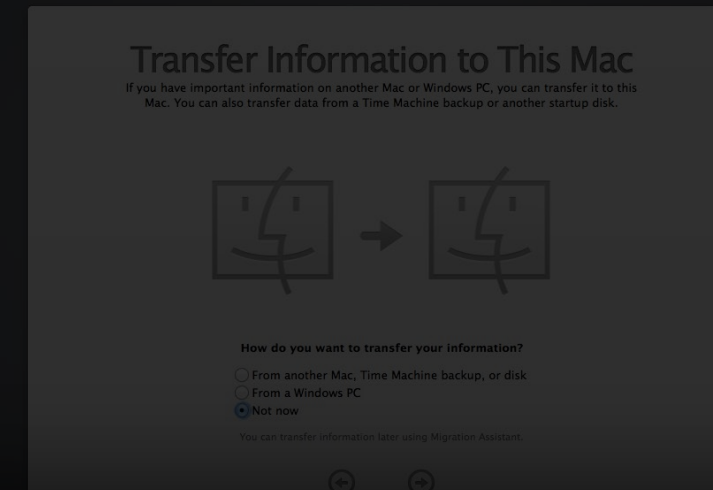 Transfer Information to This Mac
If you have important information on another Mac or Windows PC, you can transfer it to this
Mac. You can also transfer data from a Time Machine backup or another startup disk.
How do you want to transfer your information?
From another Mac, Time Machine backup, or disk
From a Windows PC
Not now
You can transfer information later using Migration Assistant.